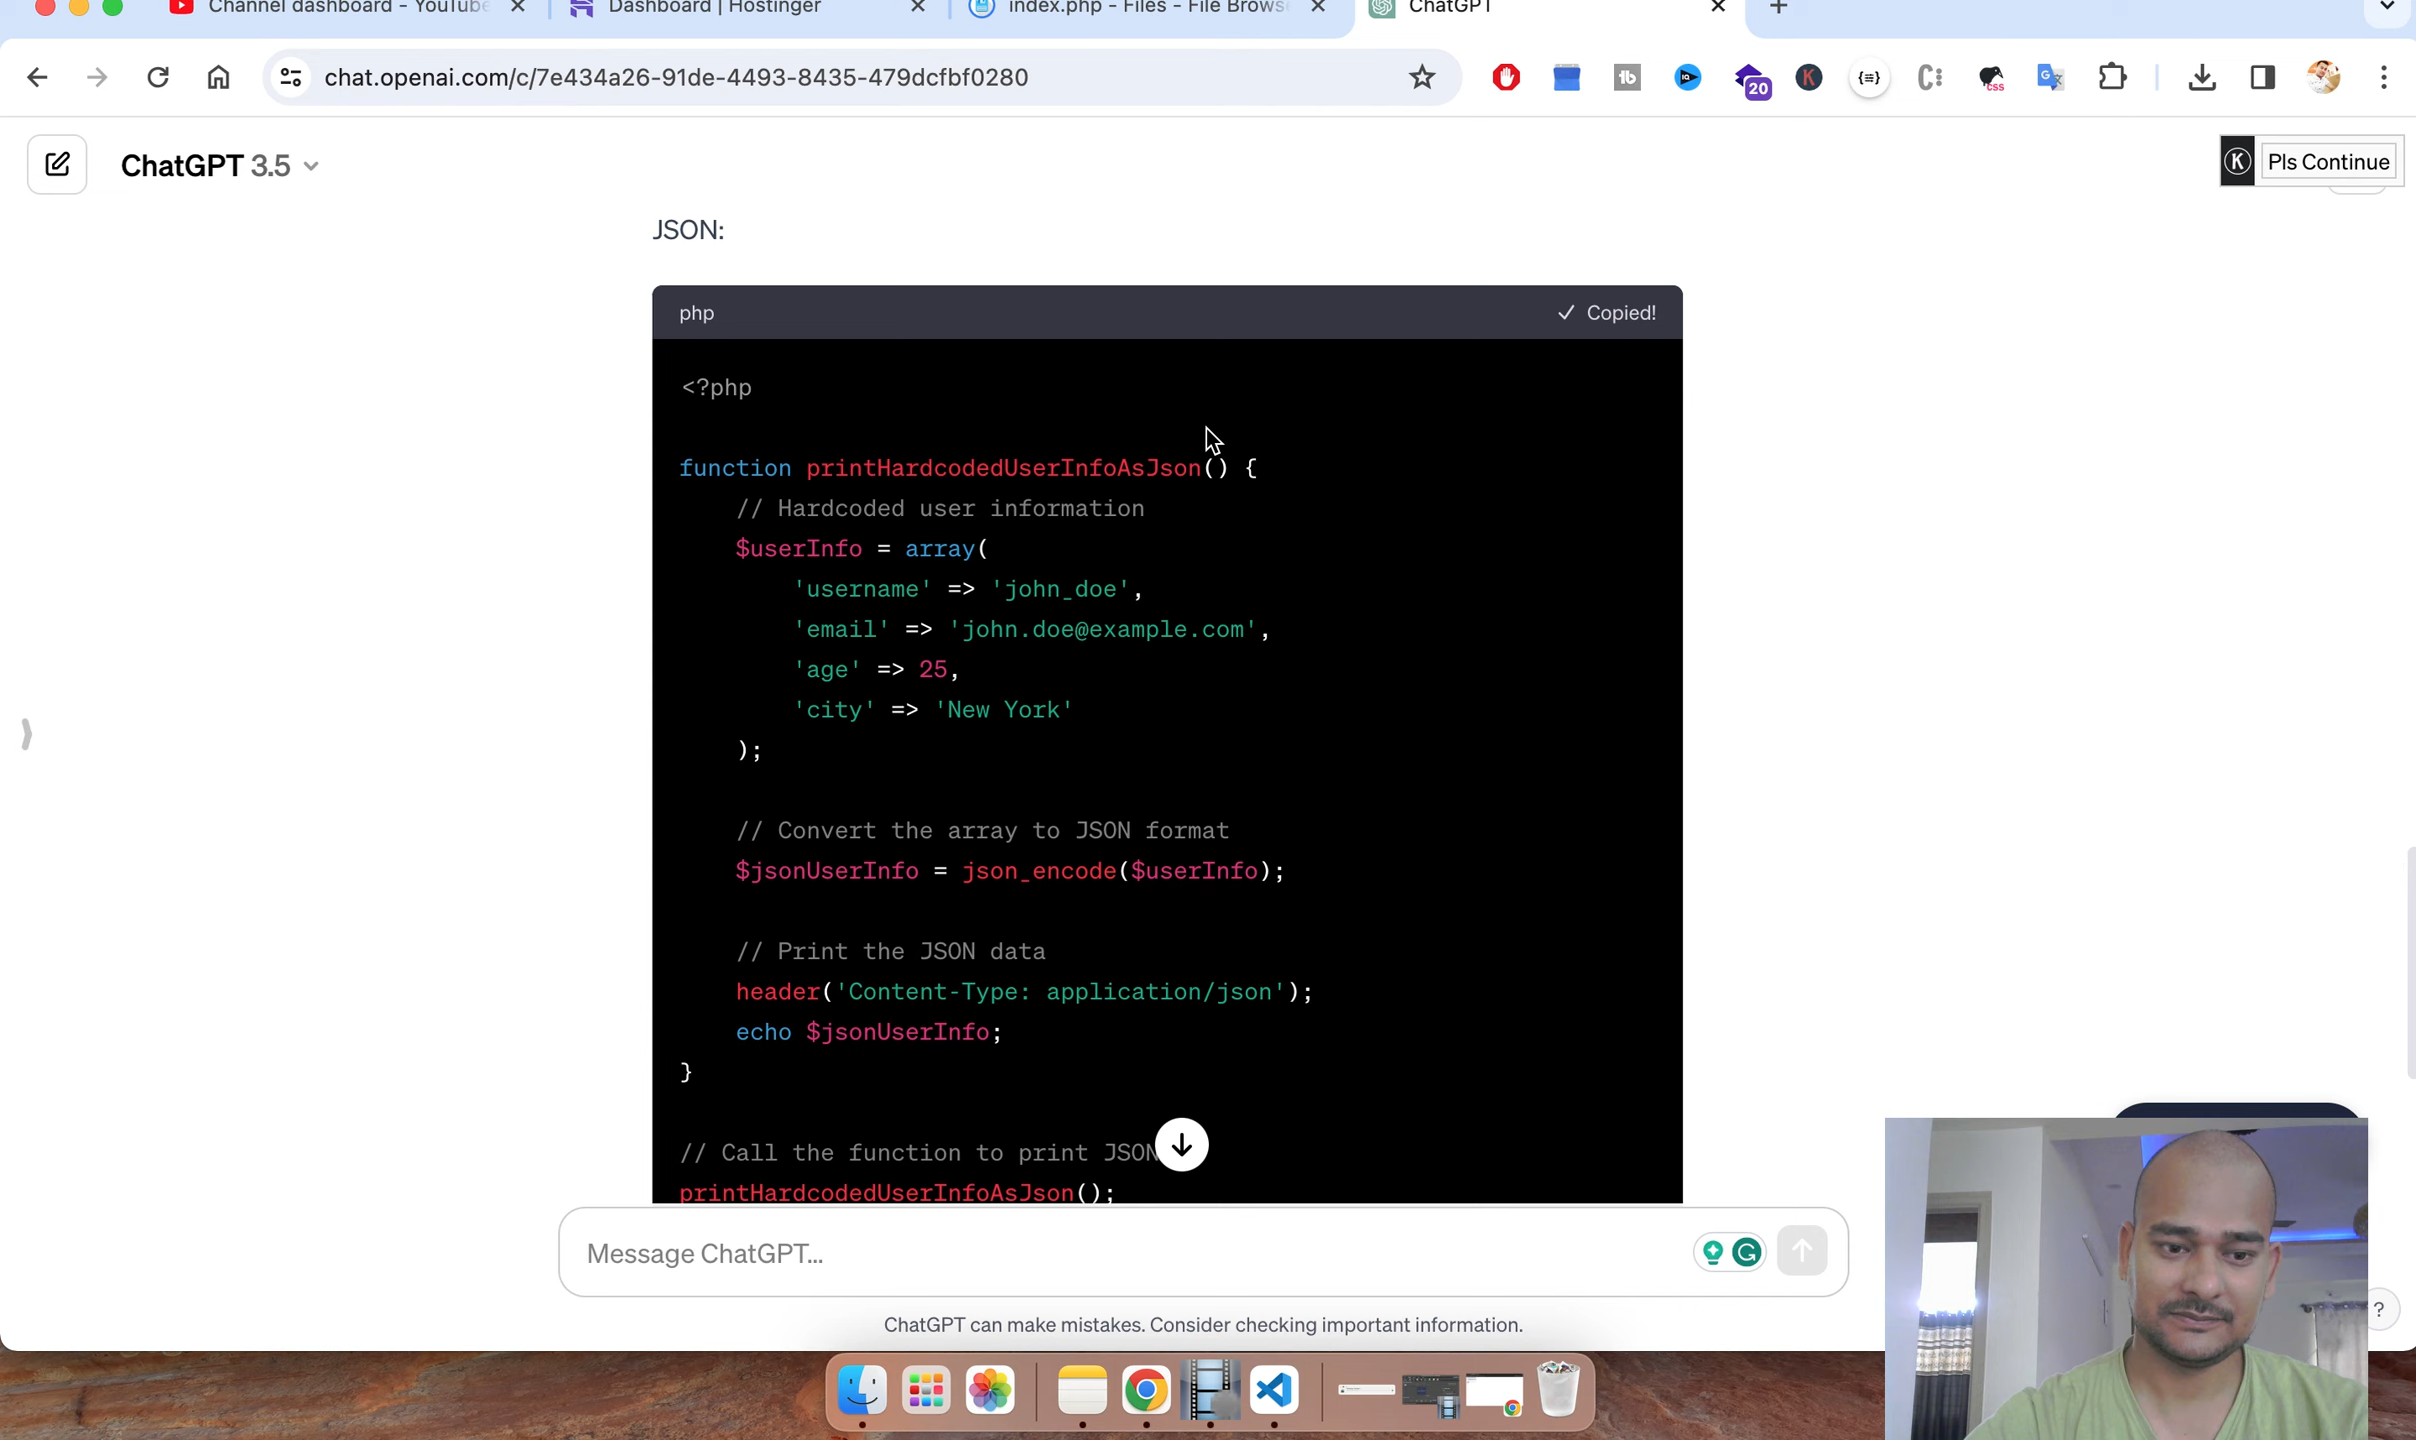 Channel dashboard - YouTube
Dashboard | Hostinger
index.php - Files - File Browse
ChatGPT
chat.openai.com/c/7e434a26-91de-4493-8435-479dcfbf0280
20
ChatGPT 3.5
Pls Continue
JSON:
php
Copied!
<?php
function printHardcodedUserInfoAsJson() {
// Hardcoded user information
$userInfo = array(
'username' => 'john_doe',
'email' => 'john.doe@example.com',
'age' => 25,
'city' => 'New York'
);
// Convert the array to JSON format
$jsonUserInfo = json_encode($userInfo);
// Print the JSON data
header('Content-Type: application/json');
echo $jsonUserInfo;
}
// Call the function to print JSON
printHardcodedUserInfoAsJson();
Message ChatGPT...
ChatGPT can make mistakes. Consider checking important information.
?